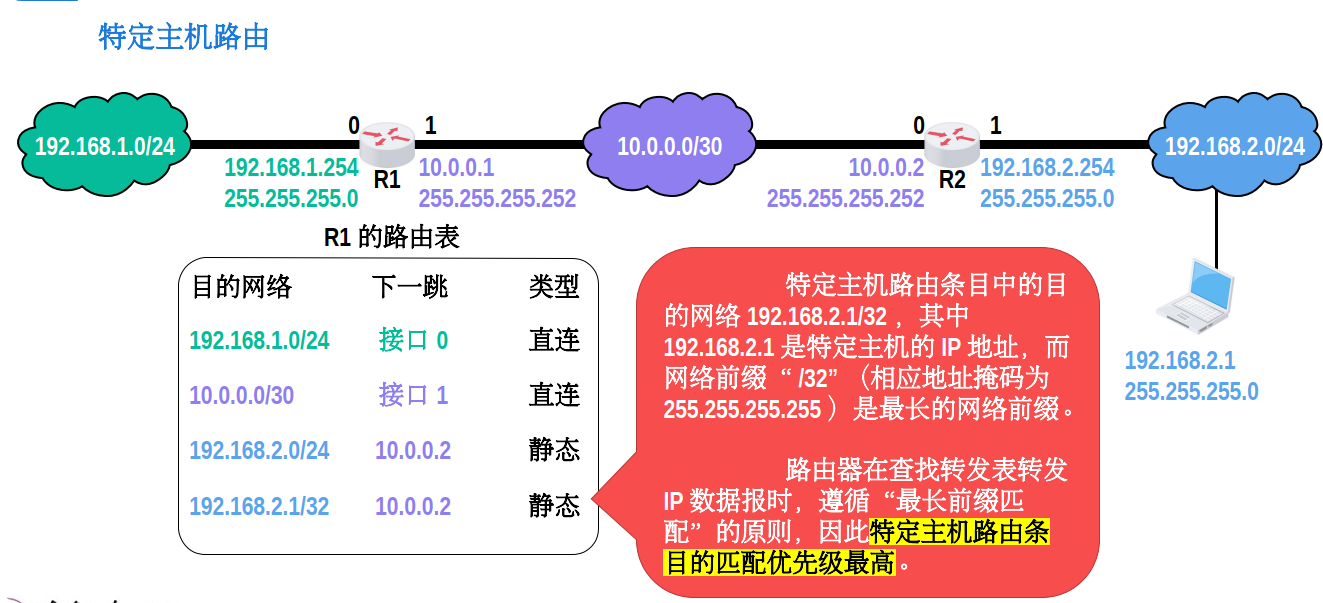 特定主机路由
0 1 0 1
192.168.1.0/24 10.0.0.0/30 192.168.2.0/24
192.168.1.254 R1 10.0.0.1 10.0.0.2 R2 192.168.2.254
255.255.255.0 255.255.255.252 255.255.255.252 255.255.255.0
R1 的路由表
目的网络 下一跳 类型
192.168.1.0/24 接口 0 直连
10.0.0.0/30 接口 1 直连
192.168.2.0/24 10.0.0.2 静态
192.168.2.1/32 10.0.0.2 静态
特定主机路由条目中的目
的网络 192.168.2.1/32 ，其中
192.168.2.1 是特定主机的 IP 地址，而
网络前缀“ /32”（相应地址掩码为
255.255.255.255 ）是最长的网络前缀。
路由器在查找转发表转发
IP 数据报时，遵循“最长前缀匹
配”的原则，因此特定主机路由条
目的匹配优先级最高。
192.168.2.1
255.255.255.0